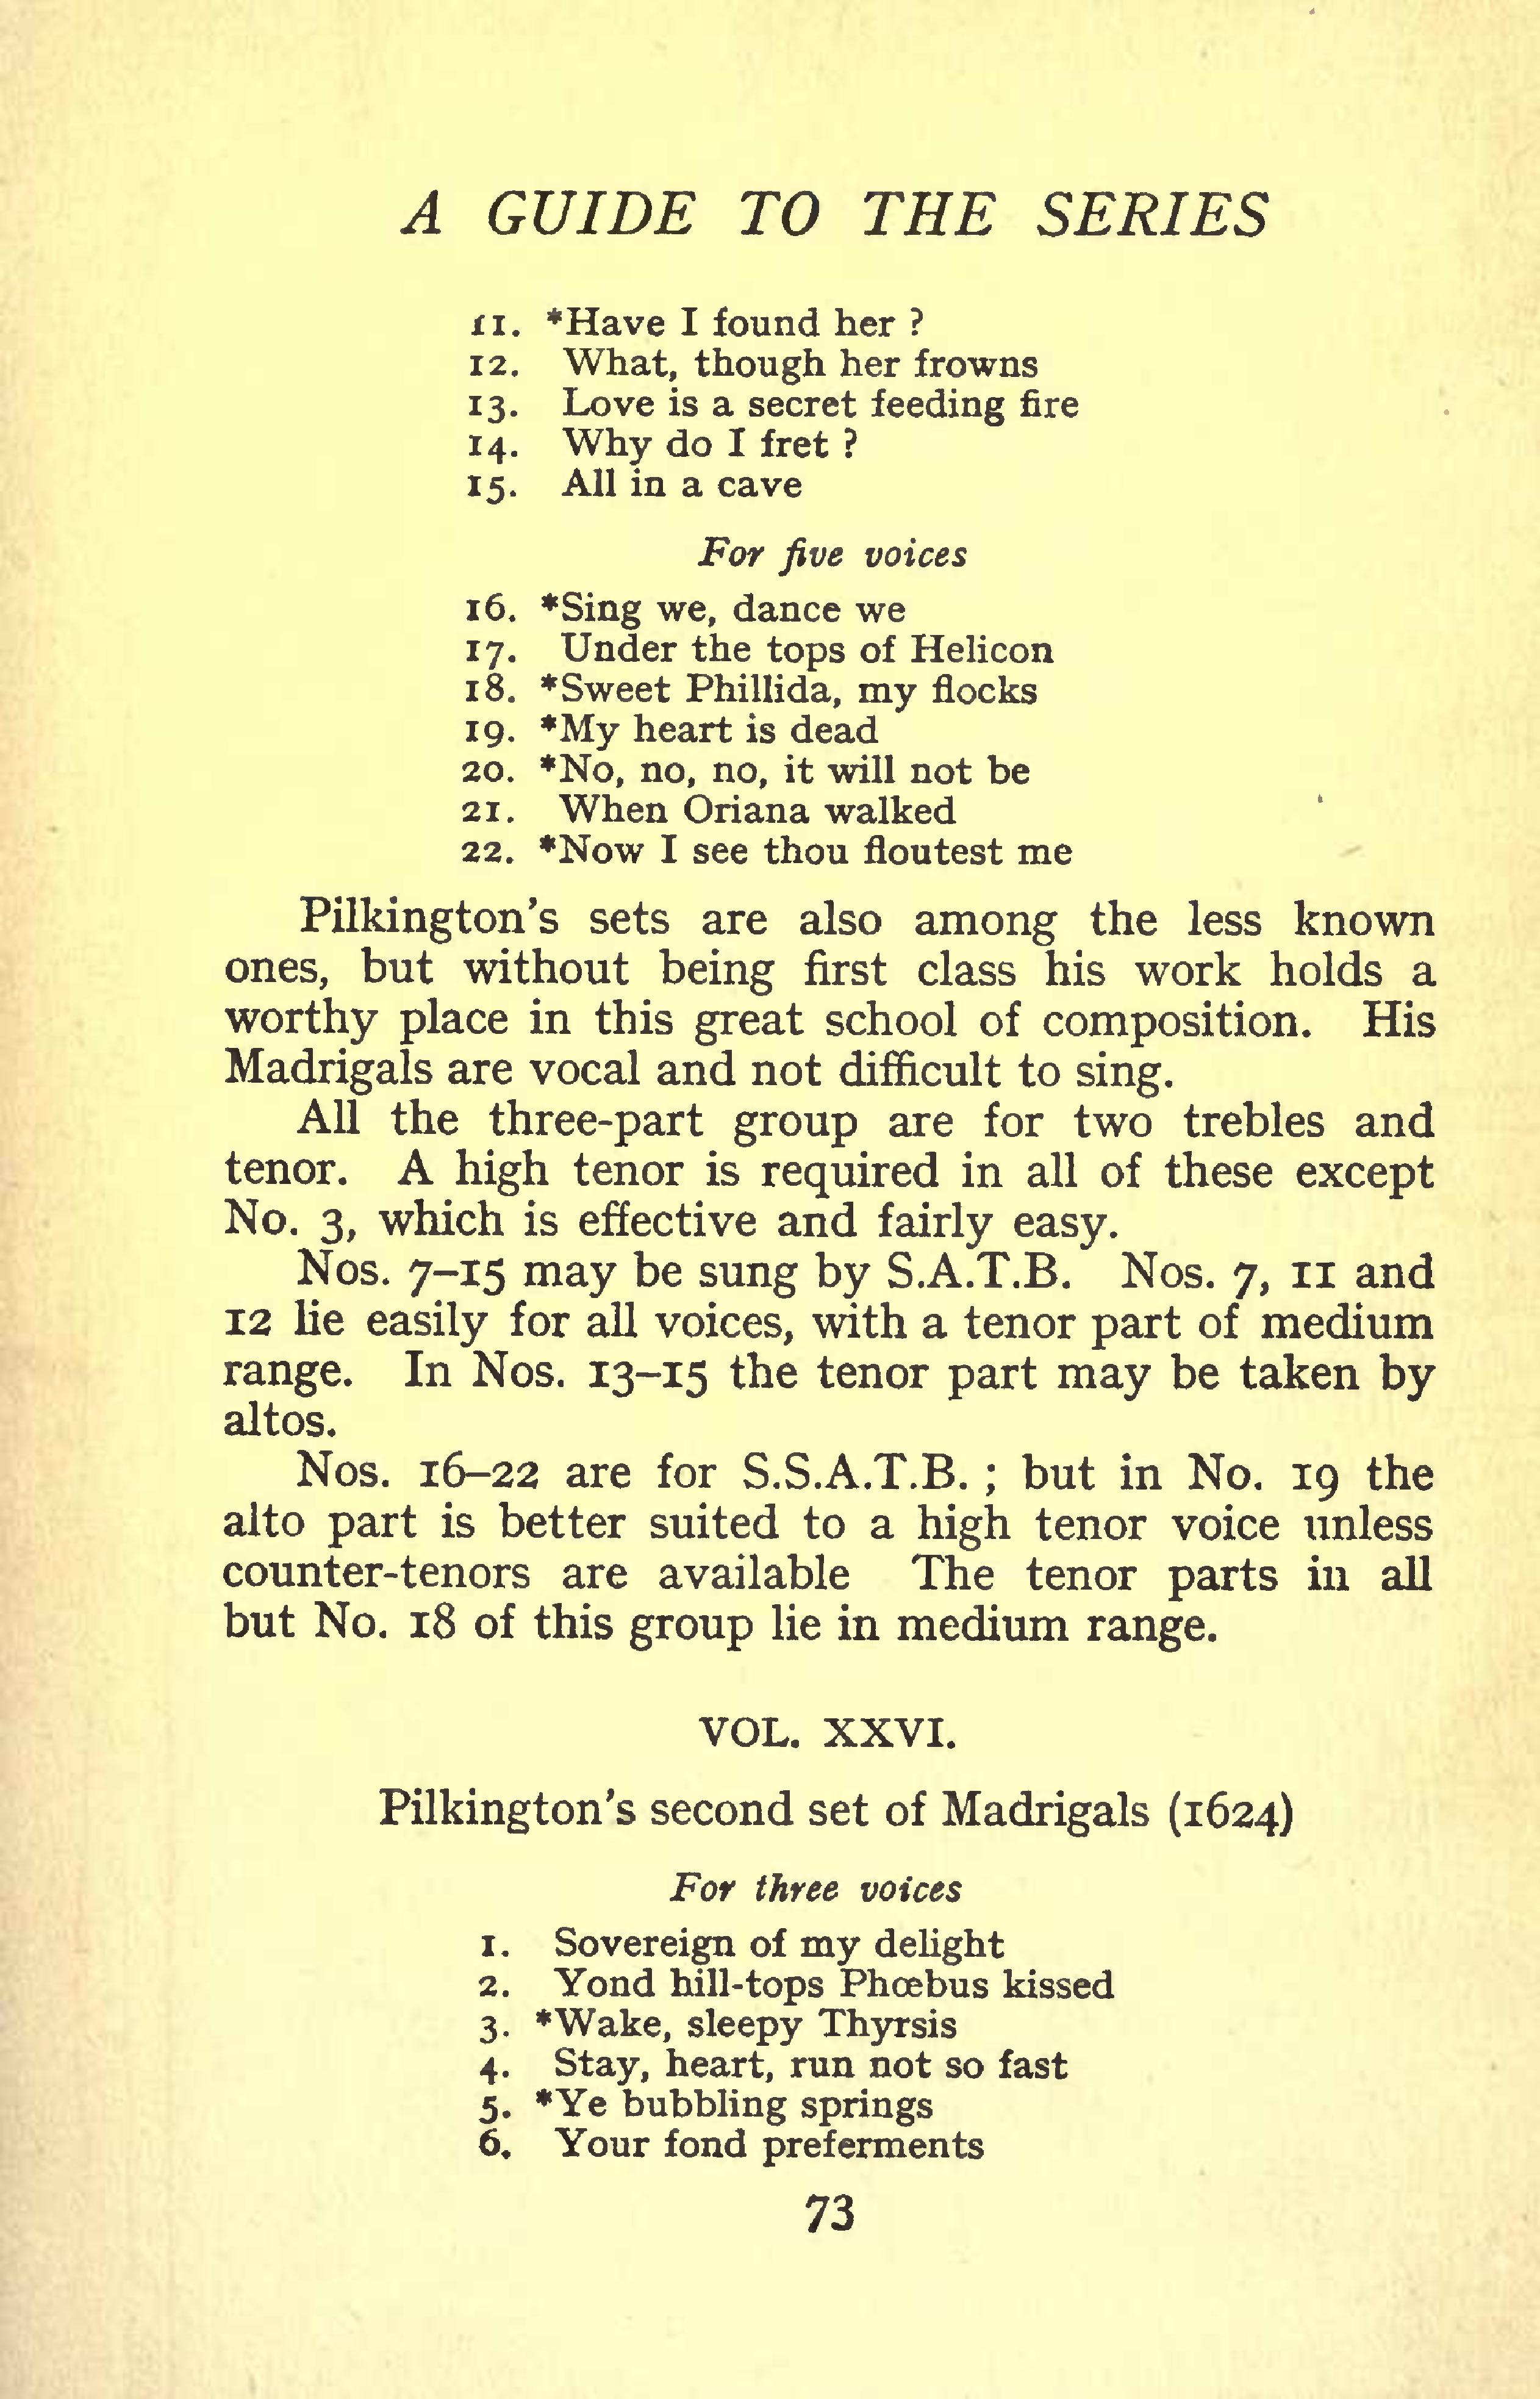 A GUIDE TO THE SERIES
11. *Have I found her ?
12. What, though her frowns
13. Love is a secret feeding fire
14. Why do I fret ?
15. All in a cave
For five voices
16. *Sing we, dance we
17. Under the tops of Helicon
18. *Sweet Phillida, my flocks
19. *My heart is dead
20. *No, no, no, it will not be
21. When Oriana walked
22. *Now I see thou floutest me
Pilkington's sets are also among the less known
ones, but without being first class his work holds a
worthy place in this great school of composition. His
Madrigals are vocal and not difficult to sing.
All the three-part group are for two trebles and
tenor. A high tenor is required in all of these except
No. 3, which is effective and fairly easy.
Nos. 7–15 may be sung by S.A.T.B. Nos. 7, 11 and
12 lie easily for all voices, with a tenor part of medium
range. In Nos. 13–15 the tenor part may be taken by
altos.
Nos. 16–22 are for S.S.A.T.B. ; but in No. 19 the
alto part is better suited to a high tenor voice unless
counter-tenors are available The tenor parts in all
but No. 18 of this group lie in medium range.
VOL. XXVI.
Pilkington's second set of Madrigals (1624)
For three voices
1. Sovereign of my delight
2. Yond hill-tops Phœbus kissed
3. *Wake, sleepy Thyrsis
4. Stay, heart, run not so fast
5. *Ye bubbling springs
6. Your fond preferments
73